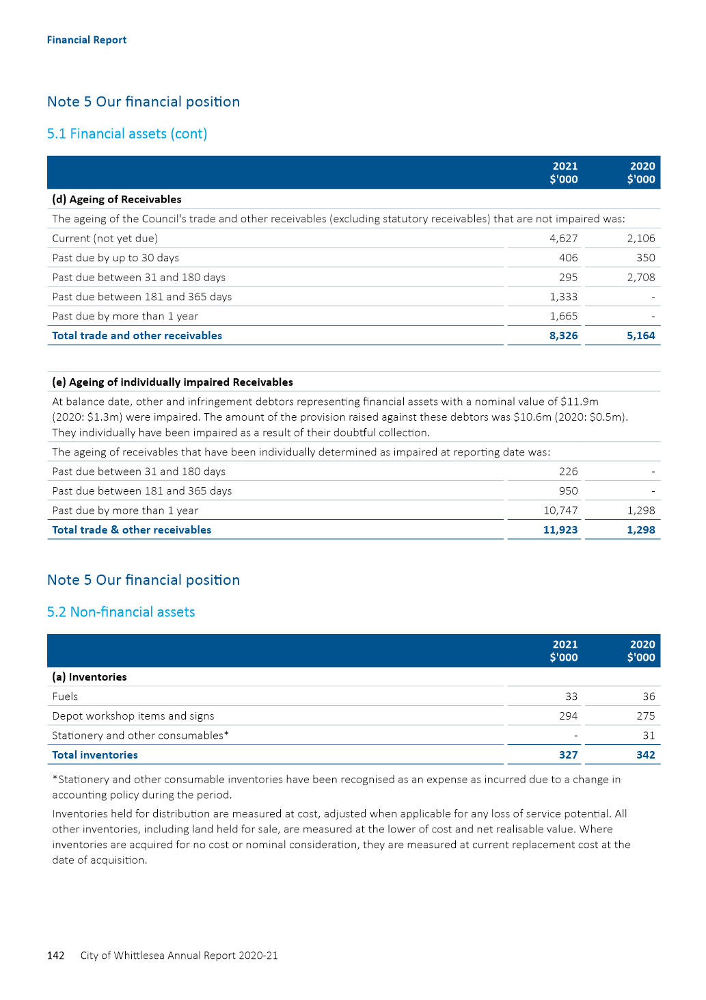 Financial Report
Note 5 Our financial position
5.1 Financial assets (cont)
2021 2020
$'000 $'000
(d) Ageing of Receivables
The ageing of the Council's trade and other receivables (excluding statutory receivables) that are not impaired was:
Current (not yet due) 4,627 2,106
Past due by up to 30 days 406 350
Past due between 31 and 180 days 295 2,708
Past due between 181 and 365 days 1,333 -
Past due by more than 1 year 1,665 -
Total trade and other receivables 8,326 5,164
(e) Ageing of individually impaired Receivables
At balance date, other and infringement debtors representing financial assets with a nominal value of $11.9m
(2020: $1.3m) were impaired. The amount of the provision raised against these debtors was $10.6m (2020: $0.5m).
They individually have been impaired as a result of their doubtful collection.
The ageing of receivables that have been individually determined as impaired at reporting date was:
Past due between 31 and 180 days 226 -
Past due between 181 and 365 days 950 -
Past due by more than 1 year 10,747 1,298
Total trade & other receivables 11,923 1,298
Note 5 Our financial position
5.2 Non-financial assets
2021 2020
$'000 $'000
(a) Inventories
Fuels 33 36
Depot workshop items and signs 294 275
Stationery and other consumables* - 31
Total inventories 327 342
*Stationery and other consumable inventories have been recognised as an expense as incurred due to a change in
accounting policy during the period.
Inventories held for distribution are measured at cost, adjusted when applicable for any loss of service potential. All
other inventories, including land held for sale, are measured at the lower of cost and net realisable value. Where
inventories are acquired for no cost or nominal consideration, they are measured at current replacement cost at the
date of acquisition.
142 City of Whittlesea Annual Report 2020-21